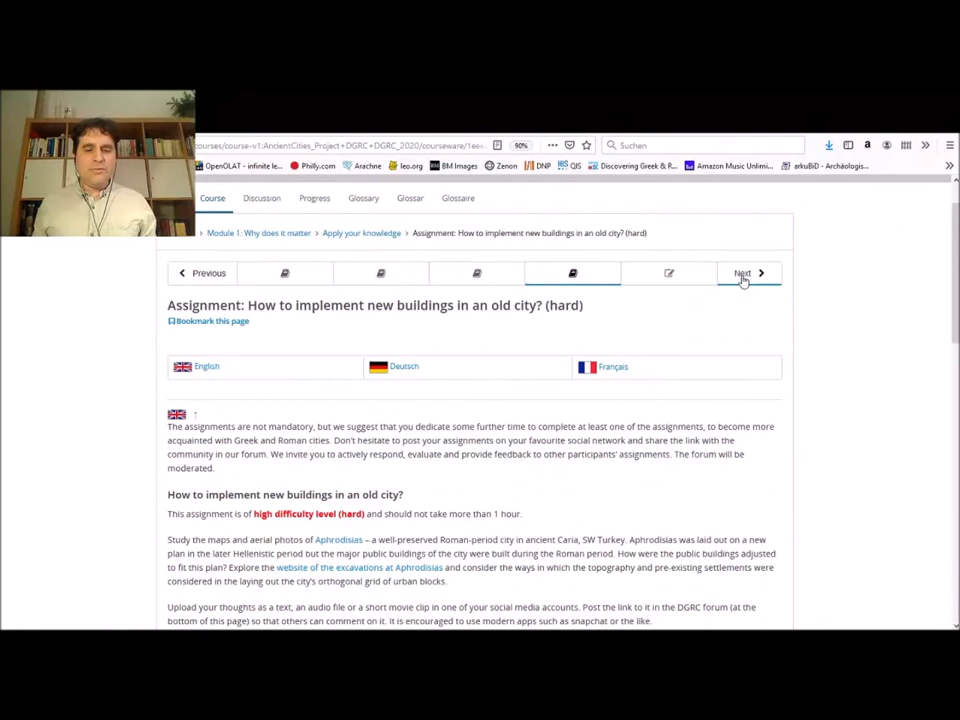 courses/course-v1:AncientCities_Project+DGRC+DGRC_2020/courseware/1ee 90% Suchen
OpenOLAT - infinite le... Philly.com Arachne leo.org BM Images Zenon DNP QIS Discovering Greek & R... Amazon Music Unlimi... arkuBiD - Archäologis...
Course Discussion Progress Glossary Glossar Glossaire
Module 1: Why does it matter > Apply your knowledge > Assignment: How to implement new buildings in an old city? (hard)
Previous Next
Assignment: How to implement new buildings in an old city? (hard)
Bookmark this page
English Deutsch Français
The assignments are not mandatory, but we suggest that you dedicate some further time to complete at least one of the assignments, to become more
acquainted with Greek and Roman cities. Don't hesitate to post your assignments on your favourite social network and share the link with the
community in our forum. We invite you to actively respond, evaluate and provide feedback to other participants' assignments. The forum will be
moderated.
How to implement new buildings in an old city?
This assignment is of high difficulty level (hard) and should not take more than 1 hour.
Study the maps and aerial photos of Aphrodisias – a well-preserved Roman-period city in ancient Caria, SW Turkey. Aphrodisias was laid out on a new
plan in the later Hellenistic period but the major public buildings of the city were built during the Roman period. How were the public buildings adjusted
to fit this plan? Explore the website of the excavations at Aphrodisias and consider the ways in which the topography and pre-existing settlements were
considered in the laying out the city's orthogonal grid of urban blocks.
Upload your thoughts as a text, an audio file or a short movie clip in one of your social media accounts. Post the link to it in the DGRC forum (at the
bottom of this page) so that others can comment on it. It is encouraged to use modern apps such as snapchat or the like.